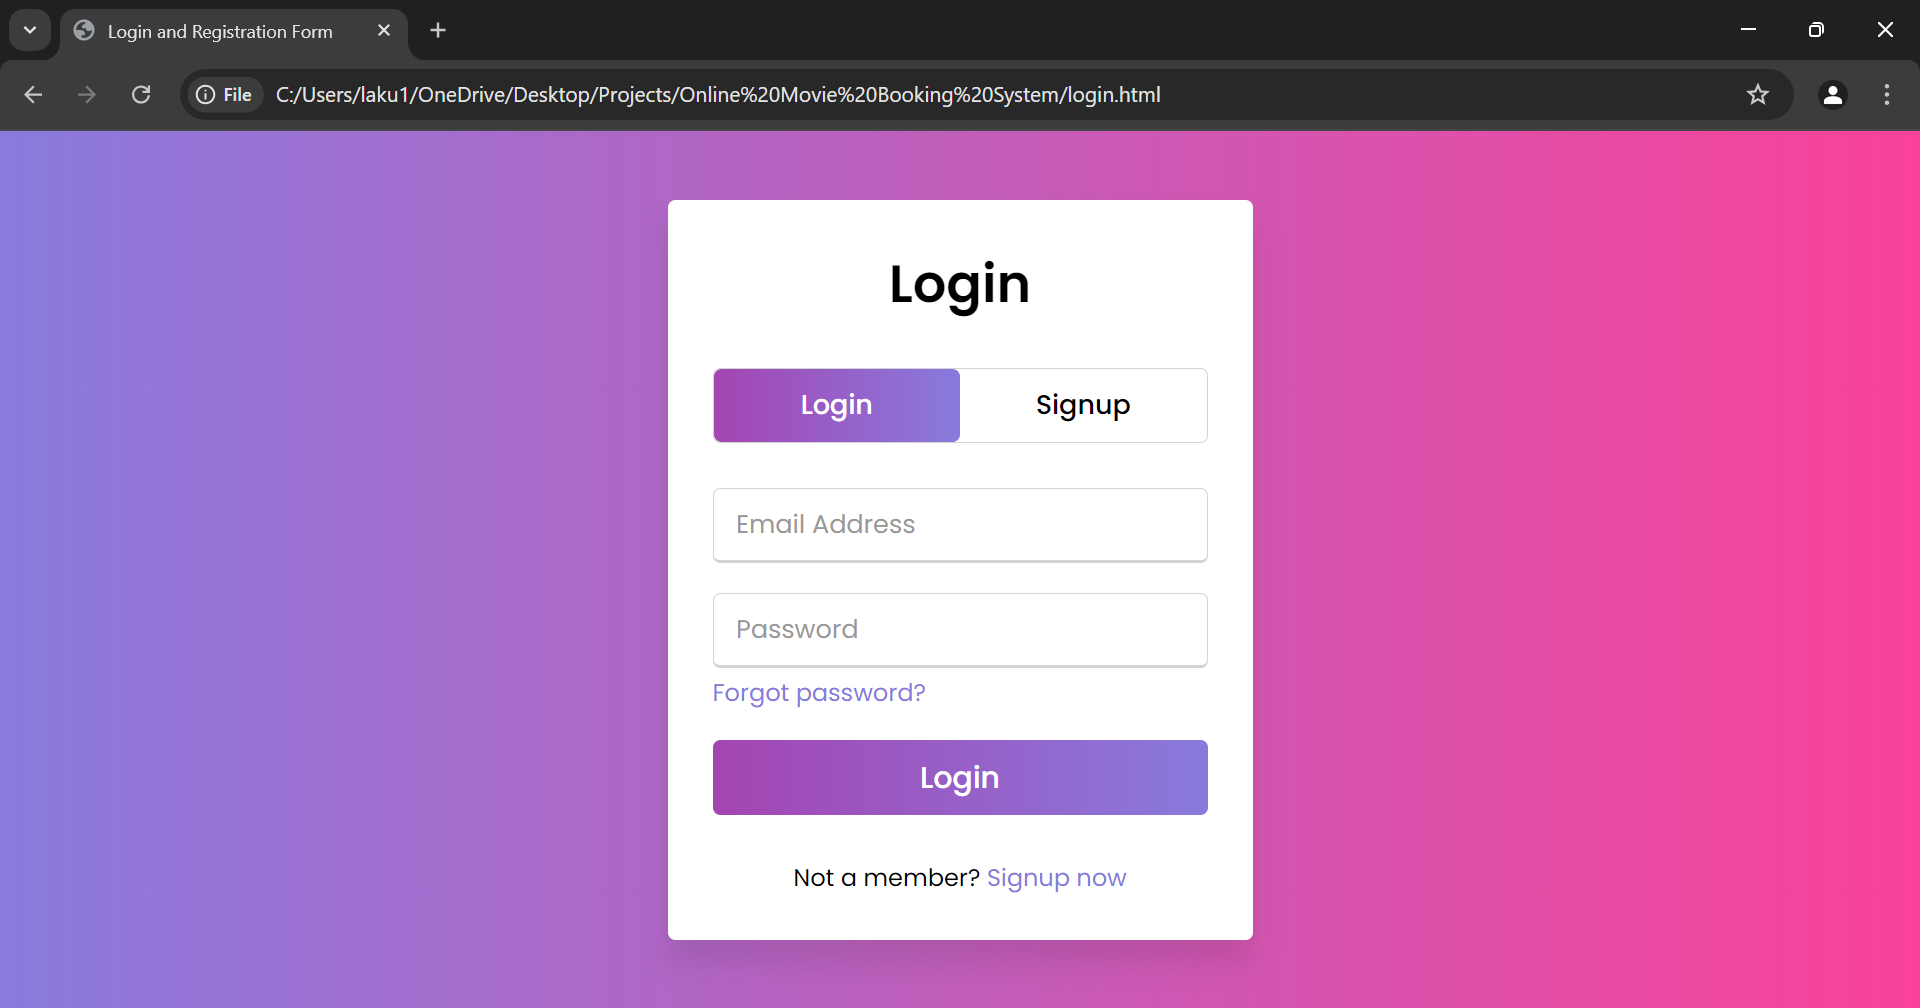 Login and Registration Form
File C:/Users/laku1/OneDrive/Desktop/Projects/Online%20Movie%20Booking%20System/login.html
Login
Login Signup
Email Address
Password
Forgot password?
Login
Not a member? Signup now